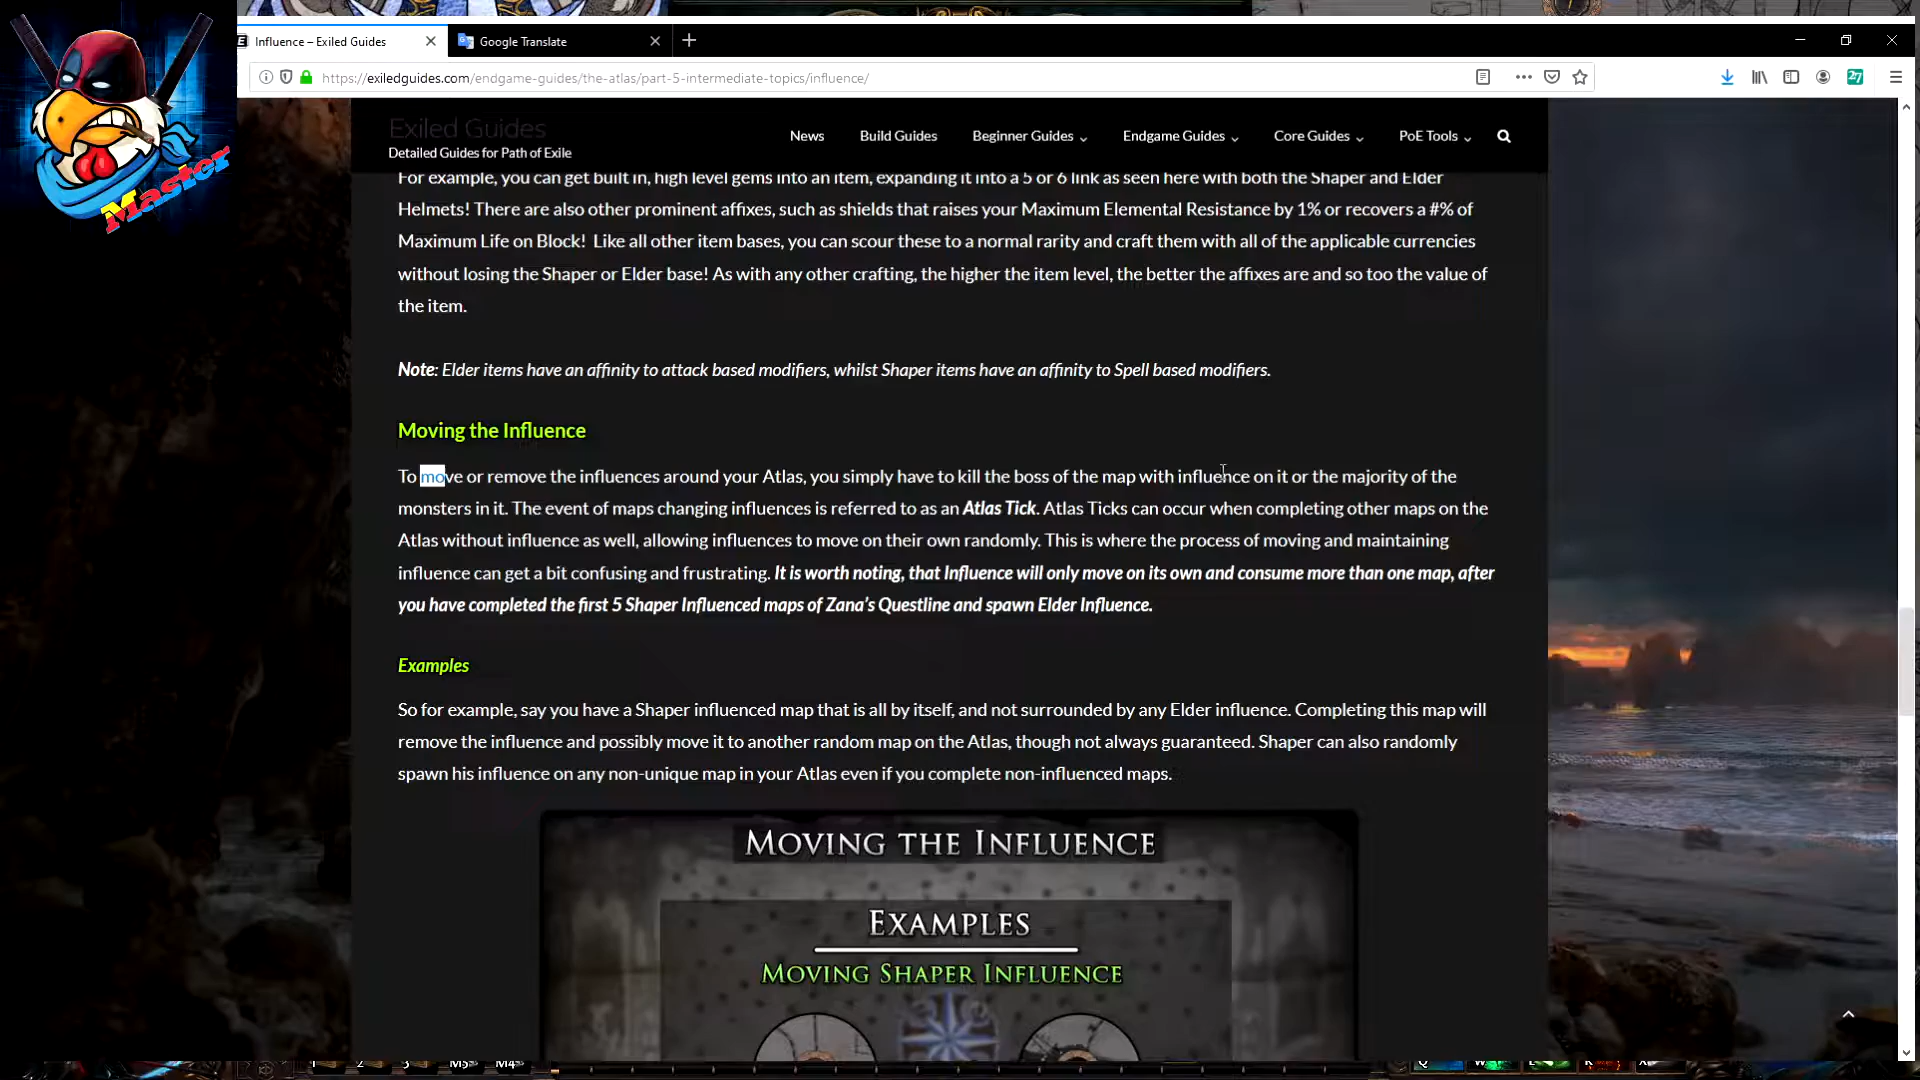 Influence – Exiled Guides
Google Translate
https://exiledguides.com/endgame-guides/the-atlas/part-5-intermediate-topics/influence/
27
Exiled Guides
Detailed Guides for Path of Exile
News
Build Guides
Beginner Guides
Endgame Guides
Core Guides
PoE Tools
Master
For example, you can get built in, high level gems into an item, expanding it into a 5 or 6 link as seen here with both the Shaper and Elder
Helmets! There are also other prominent affixes, such as shields that raises your Maximum Elemental Resistance by 1% or recovers a #% of
Maximum Life on Block!  Like all other item bases, you can scour these to a normal rarity and craft them with all of the applicable currencies
without losing the Shaper or Elder base! As with any other crafting, the higher the item level, the better the affixes are and so too the value of
the item.
Note: Elder items have an affinity to attack based modifiers, whilst Shaper items have an affinity to Spell based modifiers.
Moving the Influence
To move or remove the influences around your Atlas, you simply have to kill the boss of the map with influence on it or the majority of the
monsters in it. The event of maps changing influences is referred to as an Atlas Tick. Atlas Ticks can occur when completing other maps on the
Atlas without influence as well, allowing influences to move on their own randomly. This is where the process of moving and maintaining
influence can get a bit confusing and frustrating. It is worth noting, that Influence will only move on its own and consume more than one map, after
you have completed the first 5 Shaper Influenced maps of Zana's Questline and spawn Elder Influence.
Examples
So for example, say you have a Shaper influenced map that is all by itself, and not surrounded by any Elder influence. Completing this map will
remove the influence and possibly move it to another random map on the Atlas, though not always guaranteed. Shaper can also randomly
spawn his influence on any non-unique map in your Atlas even if you complete non-influenced maps.
MOVING THE INFLUENCE
EXAMPLES
MOVING SHAPER INFLUENCE